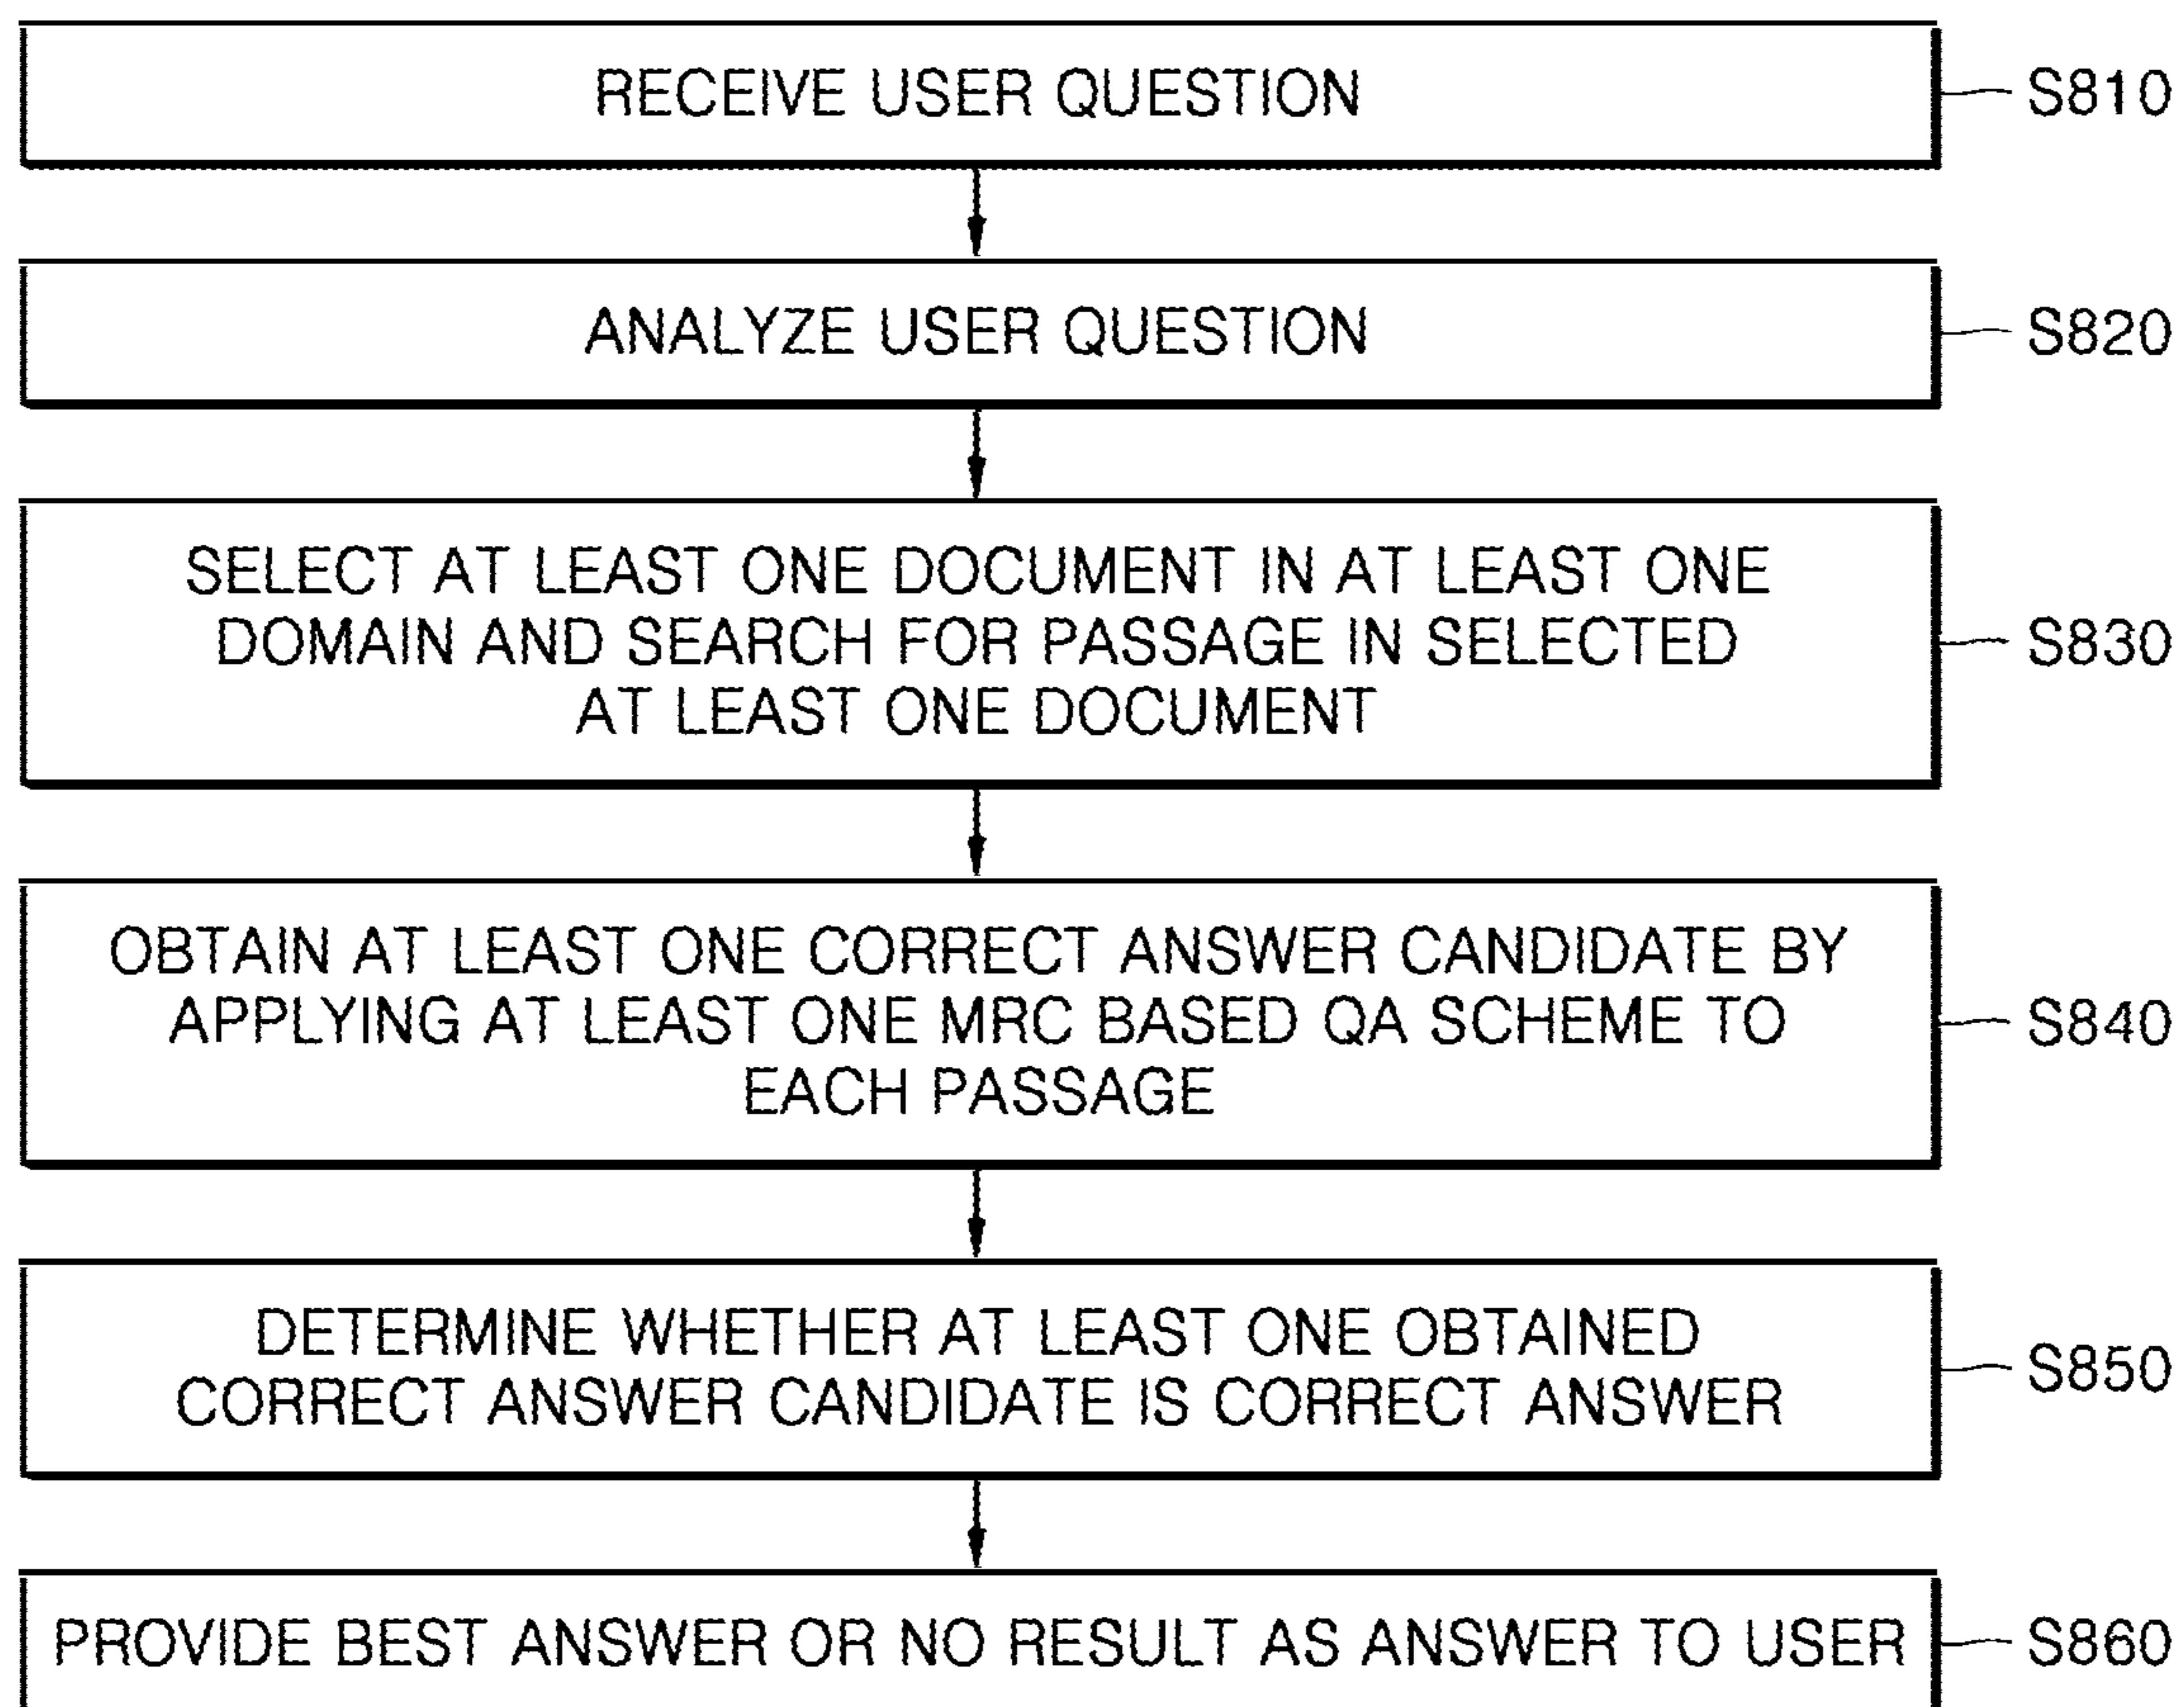 RECEIVE USER QUESTION
S810
ANALYZE USER QUESTION
S820
SELECT AT LEAST ONE DOCUMENT IN AT LEAST ONE
DOMAIN AND SEARCH FOR PASSAGE IN SELECTED
AT LEAST ONE DOCUMENT
S830
OBTAIN AT LEAST ONE CORRECT ANSWER CANDIDATE BY
APPLYING AT LEAST ONE MRC BASED QA SCHEME TO
EACH PASSAGE
S840
DETERMINE WHETHER AT LEAST ONE OBTAINED
CORRECT ANSWER CANDIDATE IS CORRECT ANSWER
S850
PROVIDE BEST ANSWER OR NO RESULT AS ANSWER TO USER
S860